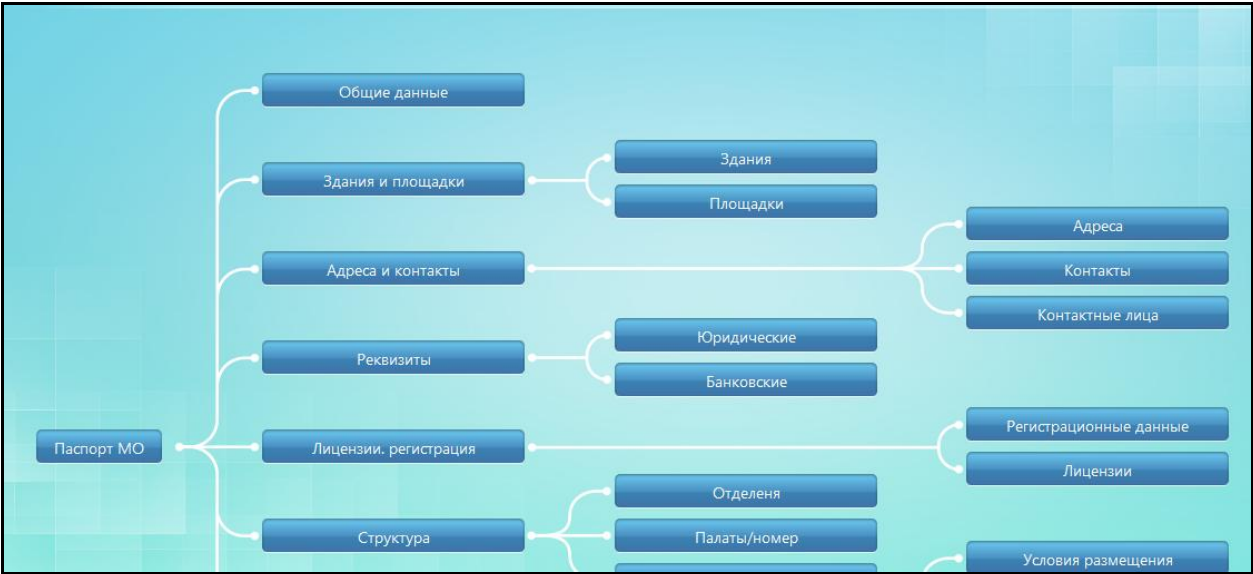 Общие данные
Здания и площадки
Здания
Площадки
Адреса и контакты
Адреса
Контакты
Контактные лица
Реквизиты
Юридические
Банковские
Паспорт МО
Лицензии. регистрация
Регистрационные данные
Лицензии
Структура
Отделеня
Палаты/номер
Условия размещения